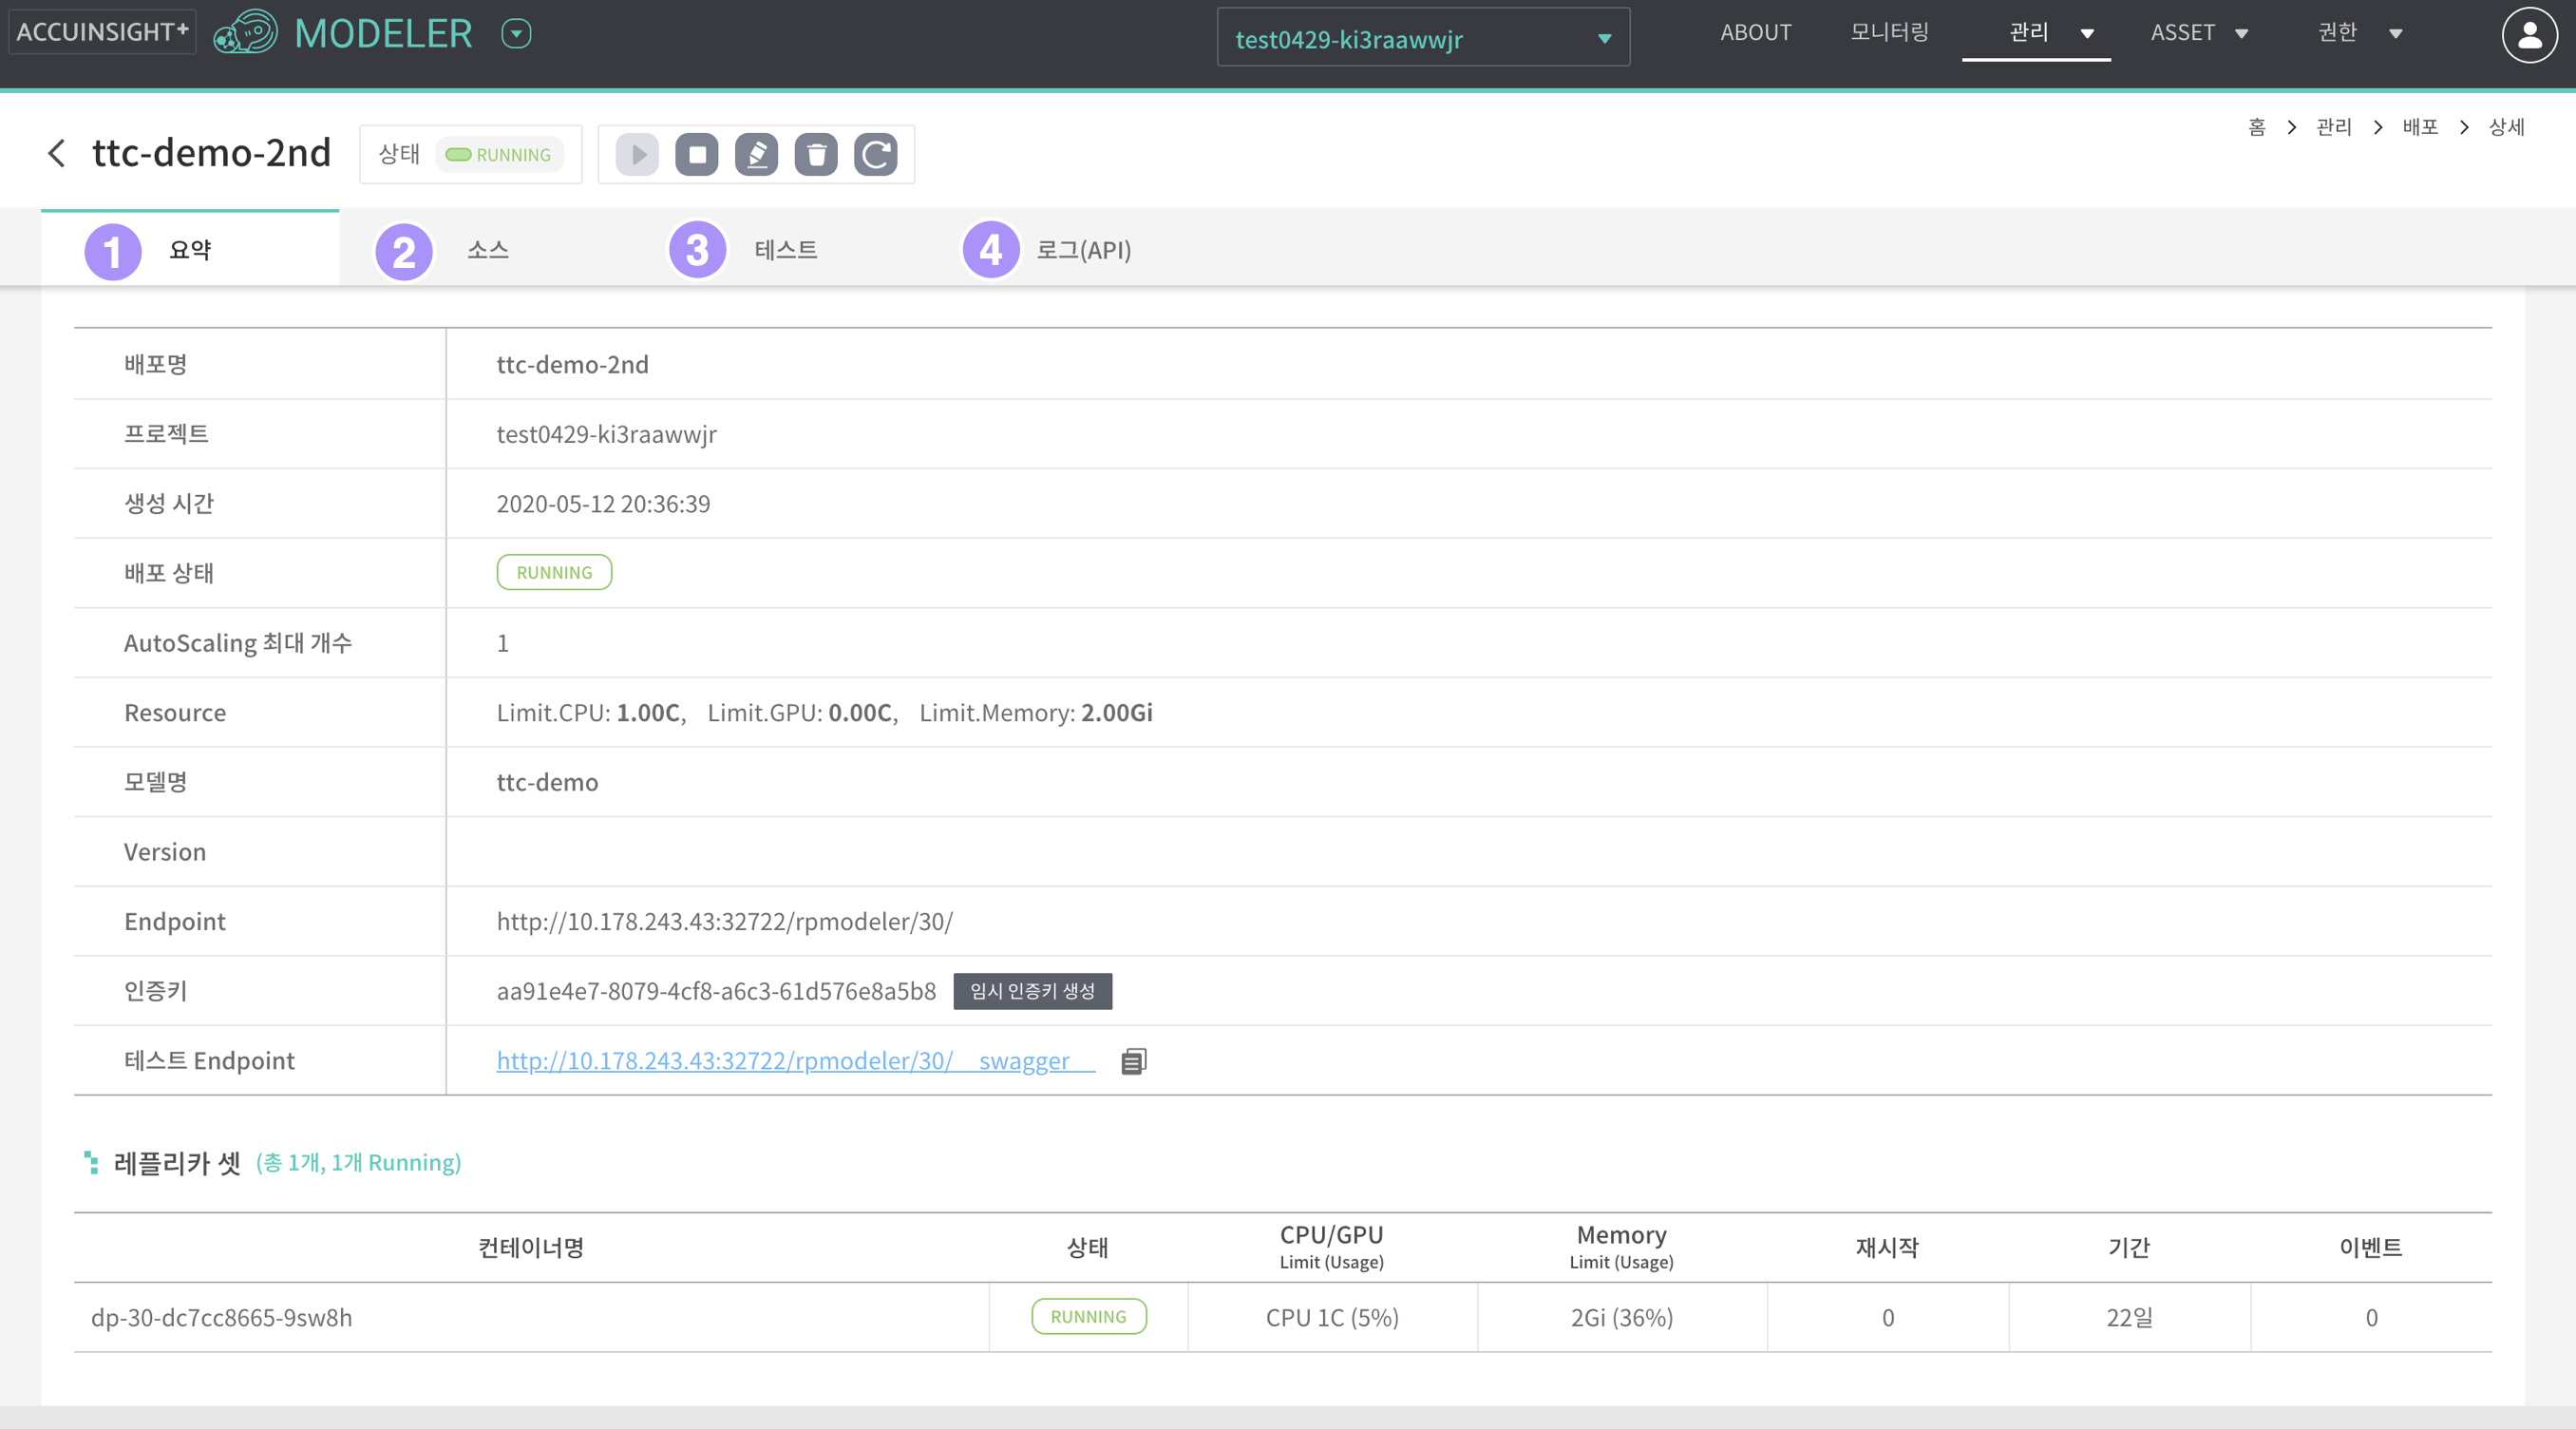 ACCUINSIGHT+ MODELER test0429-ki3raawwjr ABOUT 모니터링 관리 ASSET 권한
ttc-demo-2nd 상태 RUNNING 홈 > 관리 > 배포 > 상세
1 요약 2 소스 3 테스트 4 로그(API)
배포명 ttc-demo-2nd
프로젝트 test0429-ki3raawwjr
생성 시간 2020-05-12 20:36:39
배포 상태 RUNNING
AutoScaling 최대 개수 1
Resource Limit.CPU: 1.00C, Limit.GPU: 0.00C, Limit.Memory: 2.00Gi
모델명 ttc-demo
Version
Endpoint http://10.178.243.43:32722/rpmodeler/30/
인증키 aa91e4e7-8079-4cf8-a6c3-61d576e8a5b8 임시 인증키 생성
테스트 Endpoint http://10.178.243.43:32722/rpmodeler/30/__swagger__
레플리카 셋 (총 1개, 1개 Running)
컨테이너명 상태 CPU/GPU Limit (Usage) Memory Limit (Usage) 재시작 기간 이벤트
dp-30-dc7cc8665-9sw8h RUNNING CPU 1C (5%) 2Gi (36%) 0 22일 0